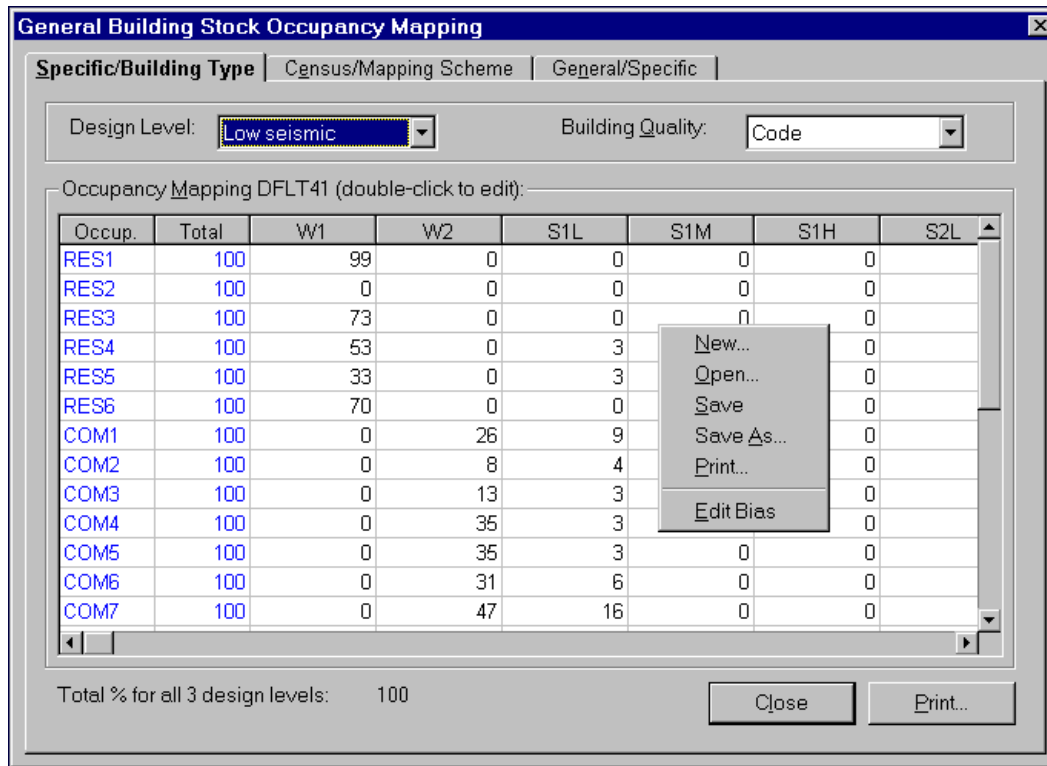 General Building Stock Occupancy Mapping
Specific/Building Type Census/Mapping Scheme General/Specific
Design Level: Low seismic Building Quality: Code
Occupancy Mapping DFLT41 (double-click to edit):
Occup. Total W1 W2 S1L S1M S1H S2L
RES1 100 99 0 0 0 0
RES2 100 0 0 0 0 0
RES3 100 73 0 0 0 0
RES4 100 53 0 3 New... 0
RES5 100 33 0 3 Open... 0
RES6 100 70 0 0 Save 0
COM1 100 0 26 9 Save As... 0
COM2 100 0 8 4 Print... 0
COM3 100 0 13 3 0
COM4 100 0 35 3 Edit Bias 0
COM5 100 0 35 3 0 0
COM6 100 0 31 6 0 0
COM7 100 0 47 16 0 0
Total % for all 3 design levels: 100 Close Print...